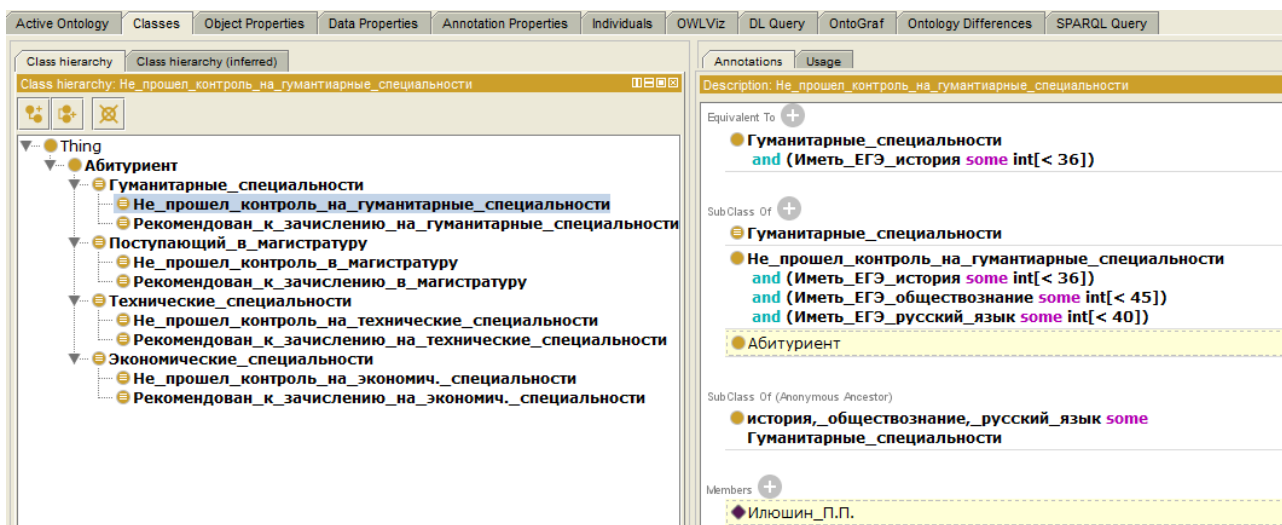 Active Ontology Classes Object Properties Data Properties Annotation Properties Individuals OWLViz DL Query OntoGraf Ontology Differences SPARQL Query
Class hierarchy Class hierarchy (inferred)
Class hierarchy: Не_прошел_контроль_на_гумантиарные_специальности
Thing
Абитуриент
Гуманитарные_специальности
Не_прошел_контроль_на_гуманитарные_специальности
Рекомендован_к_зачислению_на_гуманитарные_специальности
Поступающий_в_магистратуру
Не_прошел_контроль_в_магистратуру
Рекомендован_к_зачислению_в_магистратуру
Технические_специальности
Не_прошел_контроль_на_технические_специальности
Рекомендован_к_зачислению_на_технические_специальности
Экономические_специальности
Не_прошел_контроль_на_экономич._специальности
Рекомендован_к_зачислению_на_экономич._специальности
Annotations Usage
Description: Не_прошел_контроль_на_гумантиарные_специальности
Equivalent To
Гуманитарные_специальности
and (Иметь_ЕГЭ_история some int[< 36])
SubClass Of
Гуманитарные_специальности
Не_прошел_контроль_на_гумантиарные_специальности
and (Иметь_ЕГЭ_история some int[< 36])
and (Иметь_ЕГЭ_обществознание some int[< 45])
and (Иметь_ЕГЭ_русский_язык some int[< 40])
Абитуриент
SubClass Of (Anonymous Ancestor)
история,_обществознание,_русский_язык some
Гуманитарные_специальности
Members
Илюшин_П.П.